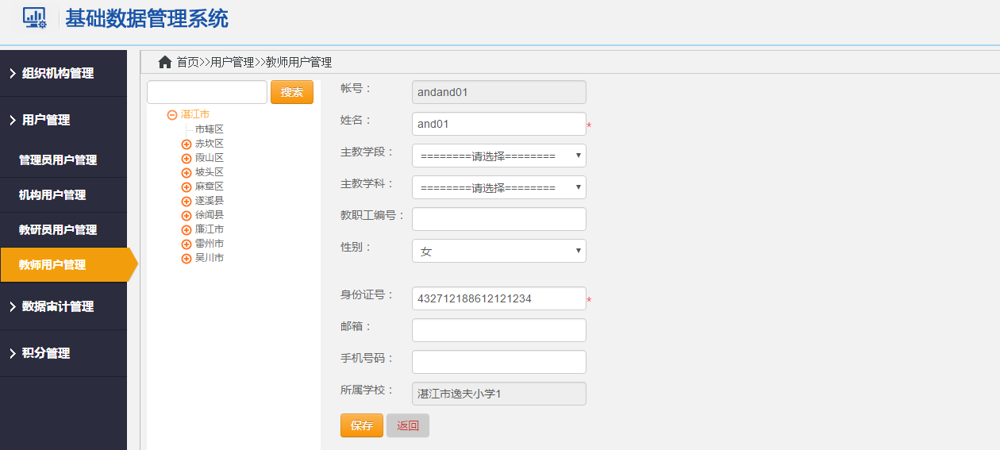 基础数据管理系统
首页>>用户管理>>教师用户管理
组织机构管理
用户管理
管理员用户管理
机构用户管理
教研员用户管理
教师用户管理
数据审计管理
积分管理
搜索
湛江市
市辖区
赤坎区
霞山区
坡头区
麻章区
遂溪县
徐闻县
廉江市
雷州市
吴川市
帐号： andand01
姓名： and01 *
主教学段： ========请选择========
主教学科： ========请选择========
教职工编号：
性别： 女
身份证号： 432712188612121234 *
邮箱：
手机号码：
所属学校： 湛江市逸夫小学1
保存 返回